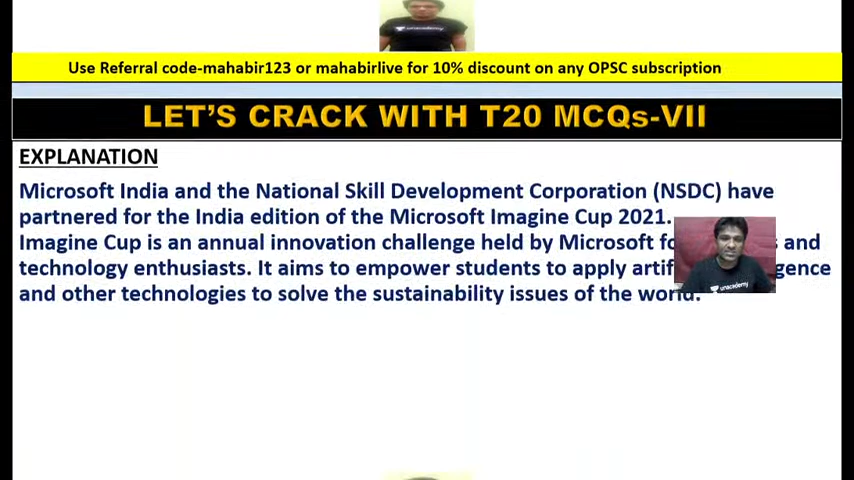 unacademy
Use Referral code-mahabir123 or mahabirlive for 10% discount on any OPSC subscription
LET'S CRACK WITH T20 MCQs-VII
EXPLANATION
Microsoft India and the National Skill Development Corporation (NSDC) have
partnered for the India edition of the Microsoft Imagine Cup 2021.
Imagine Cup is an annual innovation challenge held by Microsoft and
technology enthusiasts. It aims to empower students to apply
and other technologies to solve the sustainability issues of the world.
unacademy